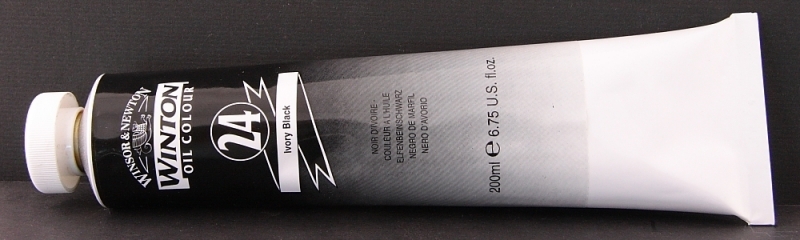 WINSOR & NEWTON
WINTON
OIL COLOUR
24
Ivory Black
NOIR D'IVOIRE
COULEUR A L'HUILE
ELFENBEINSCHWARZ
NEGRO DE MARFIL
NERO D'AVORIO
200ml ℮ 6.75 U.S. fl.oz.